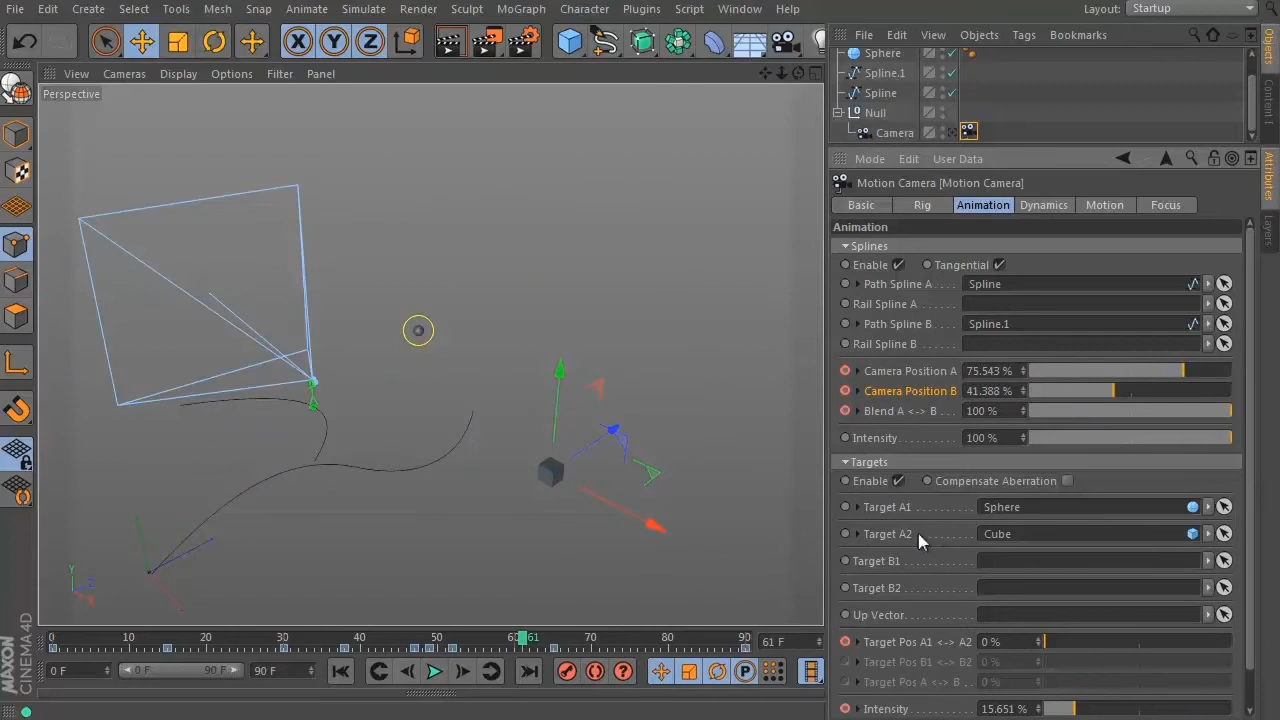 File Edit Create Select Tools Mesh Snap Animate Simulate Render Sculpt MoGraph Character Plugins Script Window Help Layout: Startup
X Y Z File Edit View Objects Tags Bookmarks
View Cameras Display Options Filter Panel
Perspective
Sphere
Spline.1
Spline
Null
Camera
Mode Edit User Data
Motion Camera [Motion Camera]
Basic Rig Animation Dynamics Motion Focus
Animation
Splines
Enable Tangential
Path Spline A Spline
Rail Spline A
Path Spline B Spline.1
Rail Spline B
Camera Position A 75.543 %
Camera Position B 41.388 %
Blend A <-> B 100 %
Intensity 100 %
Targets
Enable Compensate Aberration
Target A1 Sphere
Target A2 Cube
Target B1
Target B2
Up Vector
Target Pos A1 <-> A2 0 %
Target Pos B1 <-> B2 0 %
Target Pos A <-> B 0 %
Intensity 15.651 %
Objects
Attributes
Layers
Y
0 10 20 30 40 50 60 61 70 80 90 61 F
0 F 0 F 90 F 90 F P
MAXON CINEMA4D